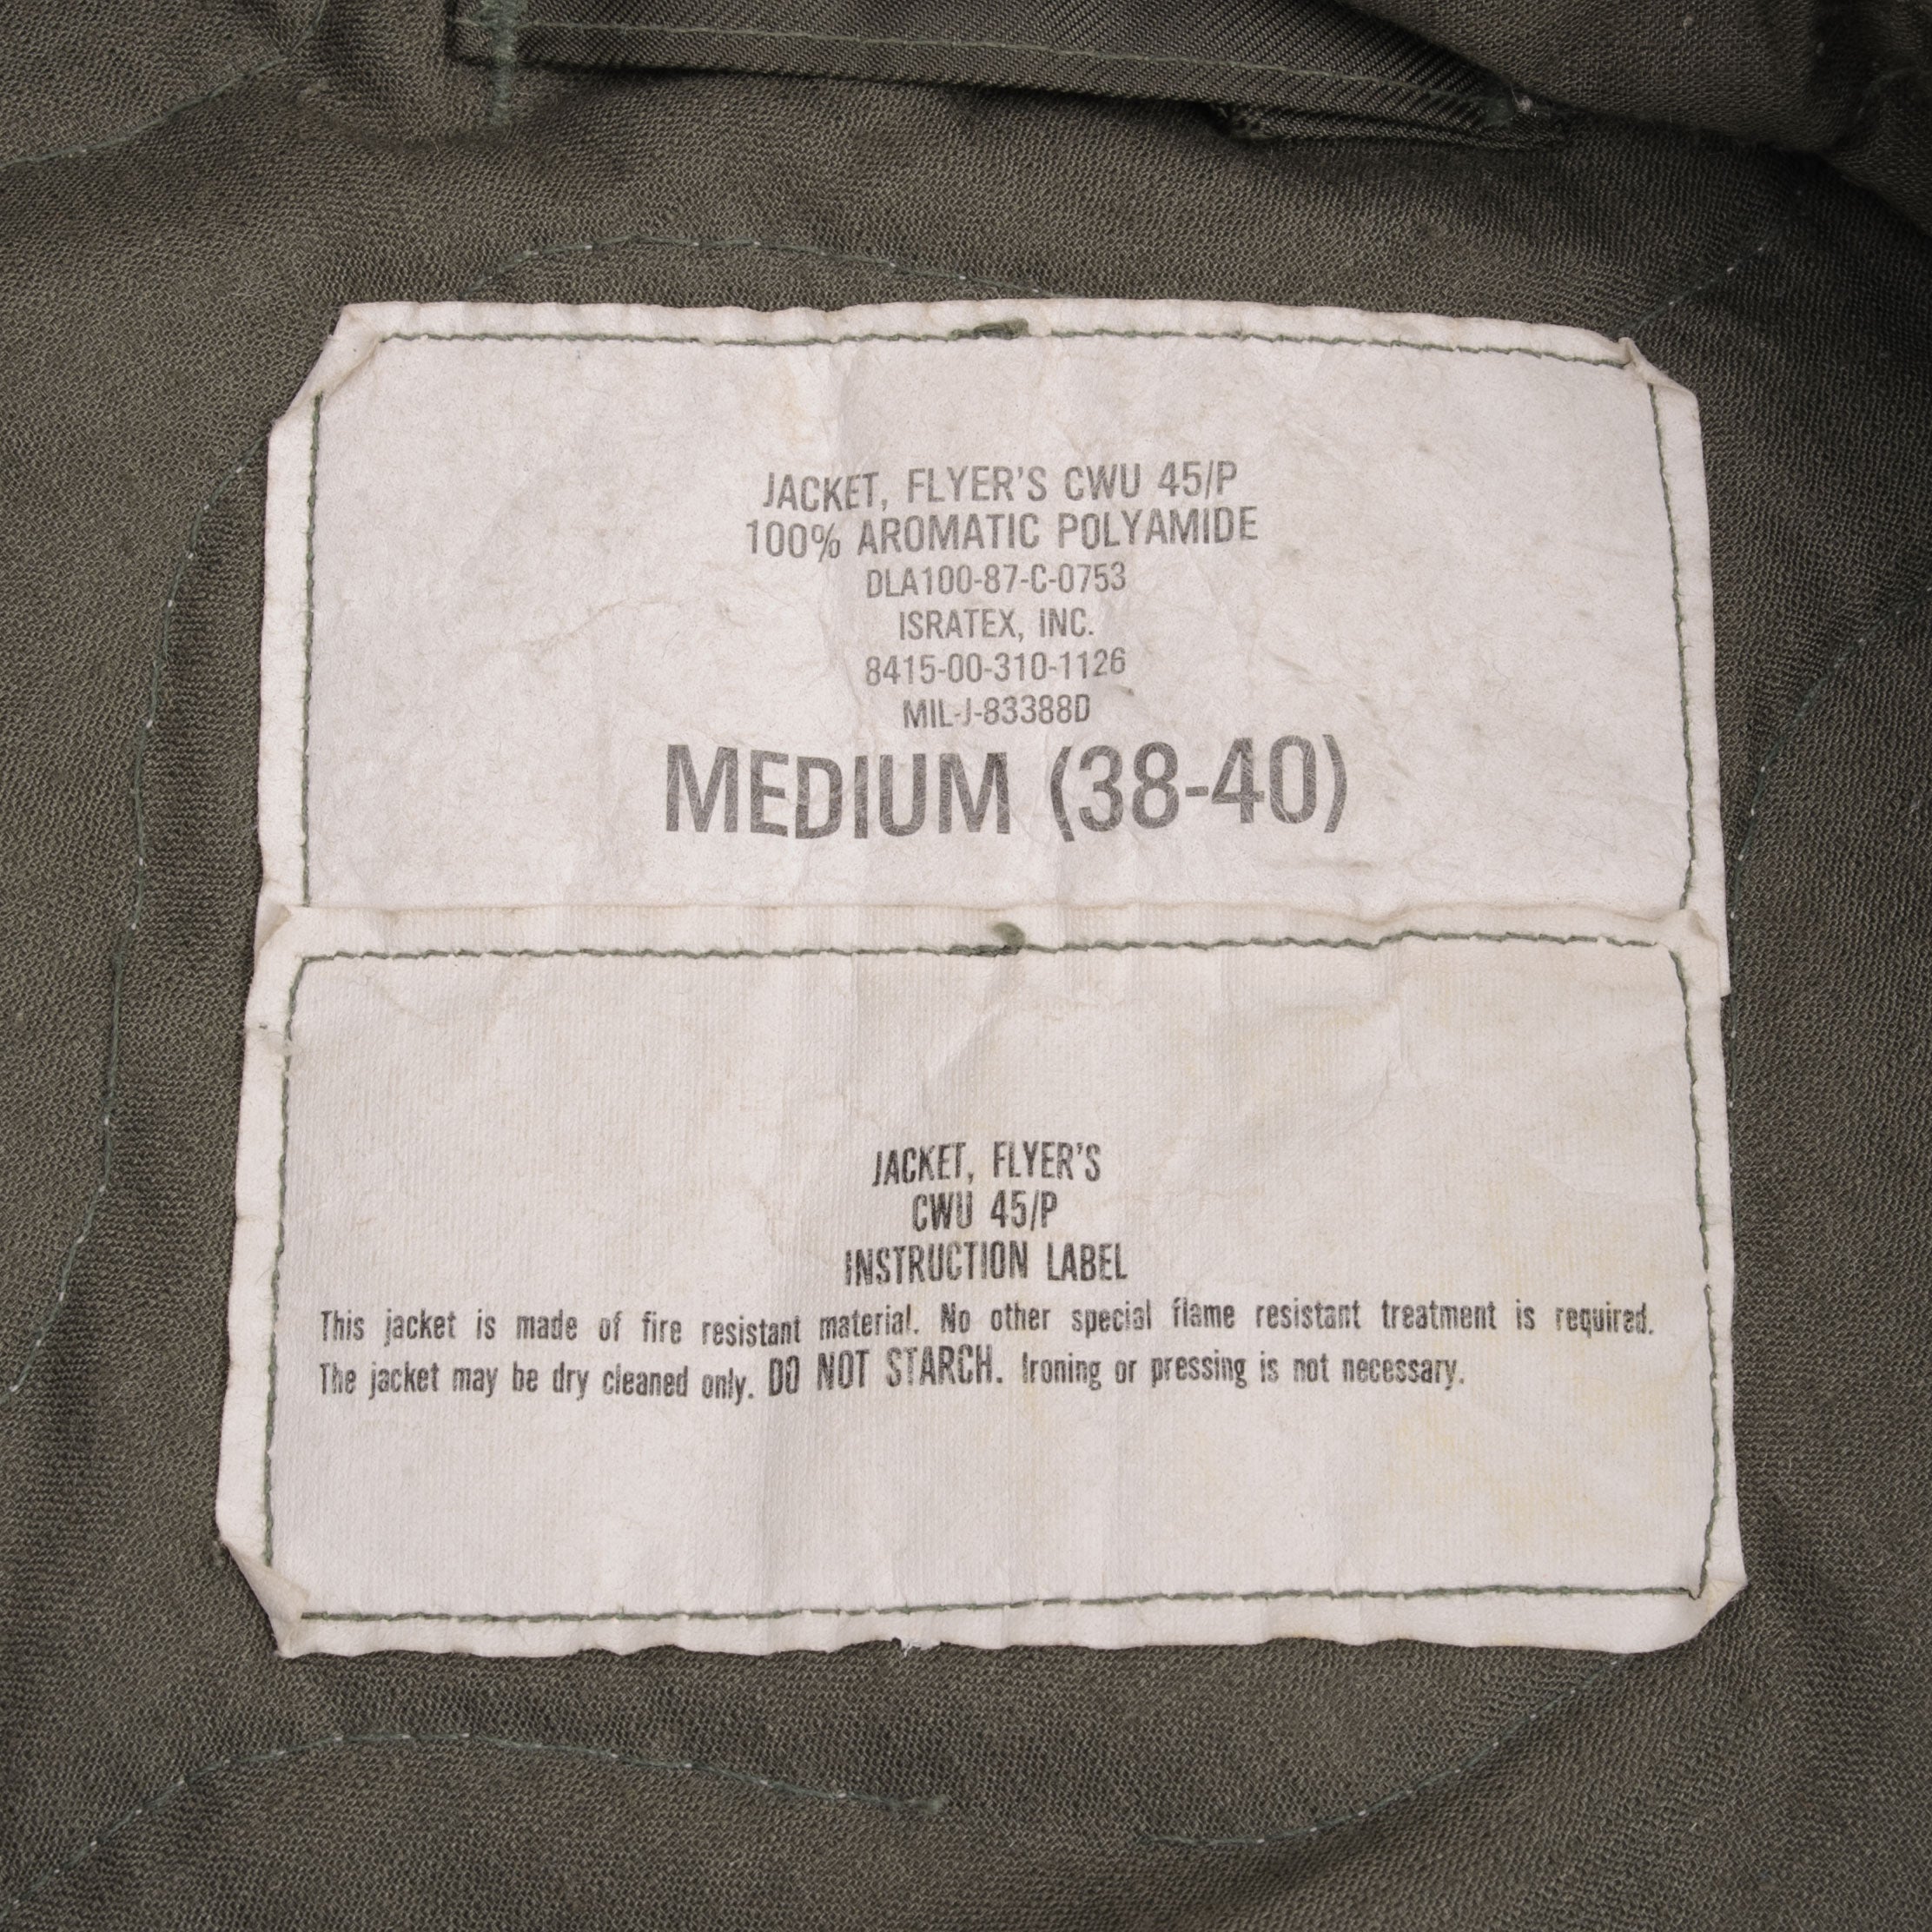 JACKET, FLYER'S CWU 45/P
100% AROMATIC POLYAMIDE
DLA100-87-C-0753
ISRATEX, INC.
8415-00-310-1126
MIL-J-83388D
MEDIUM (38-40)
JACKET, FLYER'S
CWU 45/P
INSTRUCTION LABEL
This jacket is made of fire resistant material. No other special flame resistant treatment is required.
The jacket may be dry cleaned only. DO NOT STARCH. Ironing or pressing is not necessary.